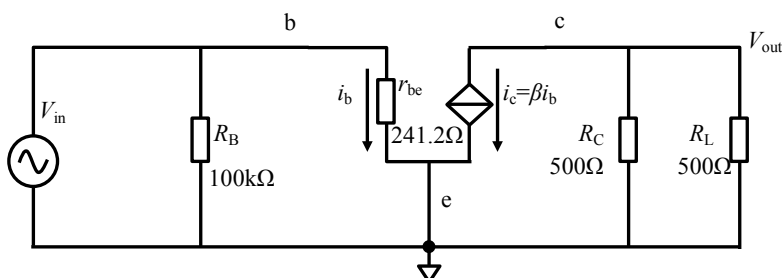 b
c
V_out
V_in
i_b
r_be
i_c=βi_b
241.2Ω
R_B
100kΩ
R_C
500Ω
R_L
500Ω
e